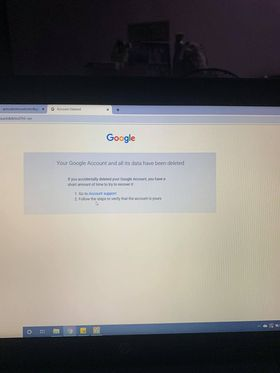 Account Deleted
Google
Your Google Account and all its data have been deleted
If you accidentally deleted your Google Account, you have a
short amount of time to try to recover it
1. Go to Account support
2. Follow the steps to verify that the account is yours